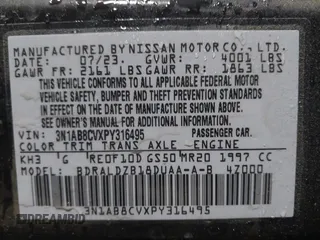 MANUFACTURED BY NISSAN MOTOR CO., LTD.
DATE: 07/23 GVWR: 4001 LBS
GAWR FR: 2161 LBS GAWR RR: 1863 LBS
THIS VEHICLE CONFORMS
TO ALL APPLICABLE FEDERAL MOTOR
VEHICLE SAFETY, BUMPER AND THEFT PREVENTION
STANDARDS IN EFFECT ON THE DATE
OF MANUFACTURE SHOWN ABOVE.
SEE OWNER'S MANUAL FOR ADDITIONAL INFORMATION
VIN: 3N1AB8CVXPY316495 PASSENGER CAR.
COLOR TRIM TRANS AXLE ENGINE
KH3 G RE0F10D GS50 MR20 1997 CC
MODEL: BDRALDZB18DUAA-A-B 4Z000
3N1AB8CVXPY316495
DREAMBID